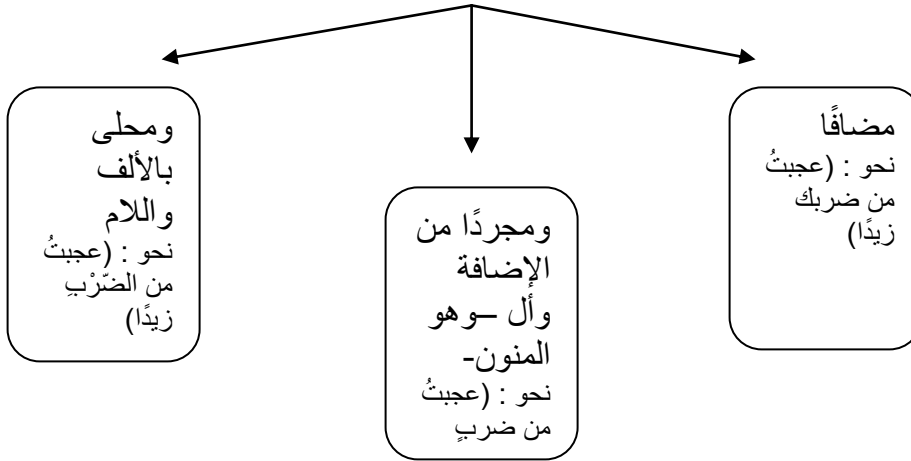 مضافًا
نحو : (عجبتُ
من ضربك
زيدًا)
ومجردًا من
الإضافة
وأل –وهو
المنون-
نحو : (عجبتُ
من ضربٍ
ومحلى
بالألف
واللام
نحو : (عجبتُ
من الضّرْبِ
زيدًا)